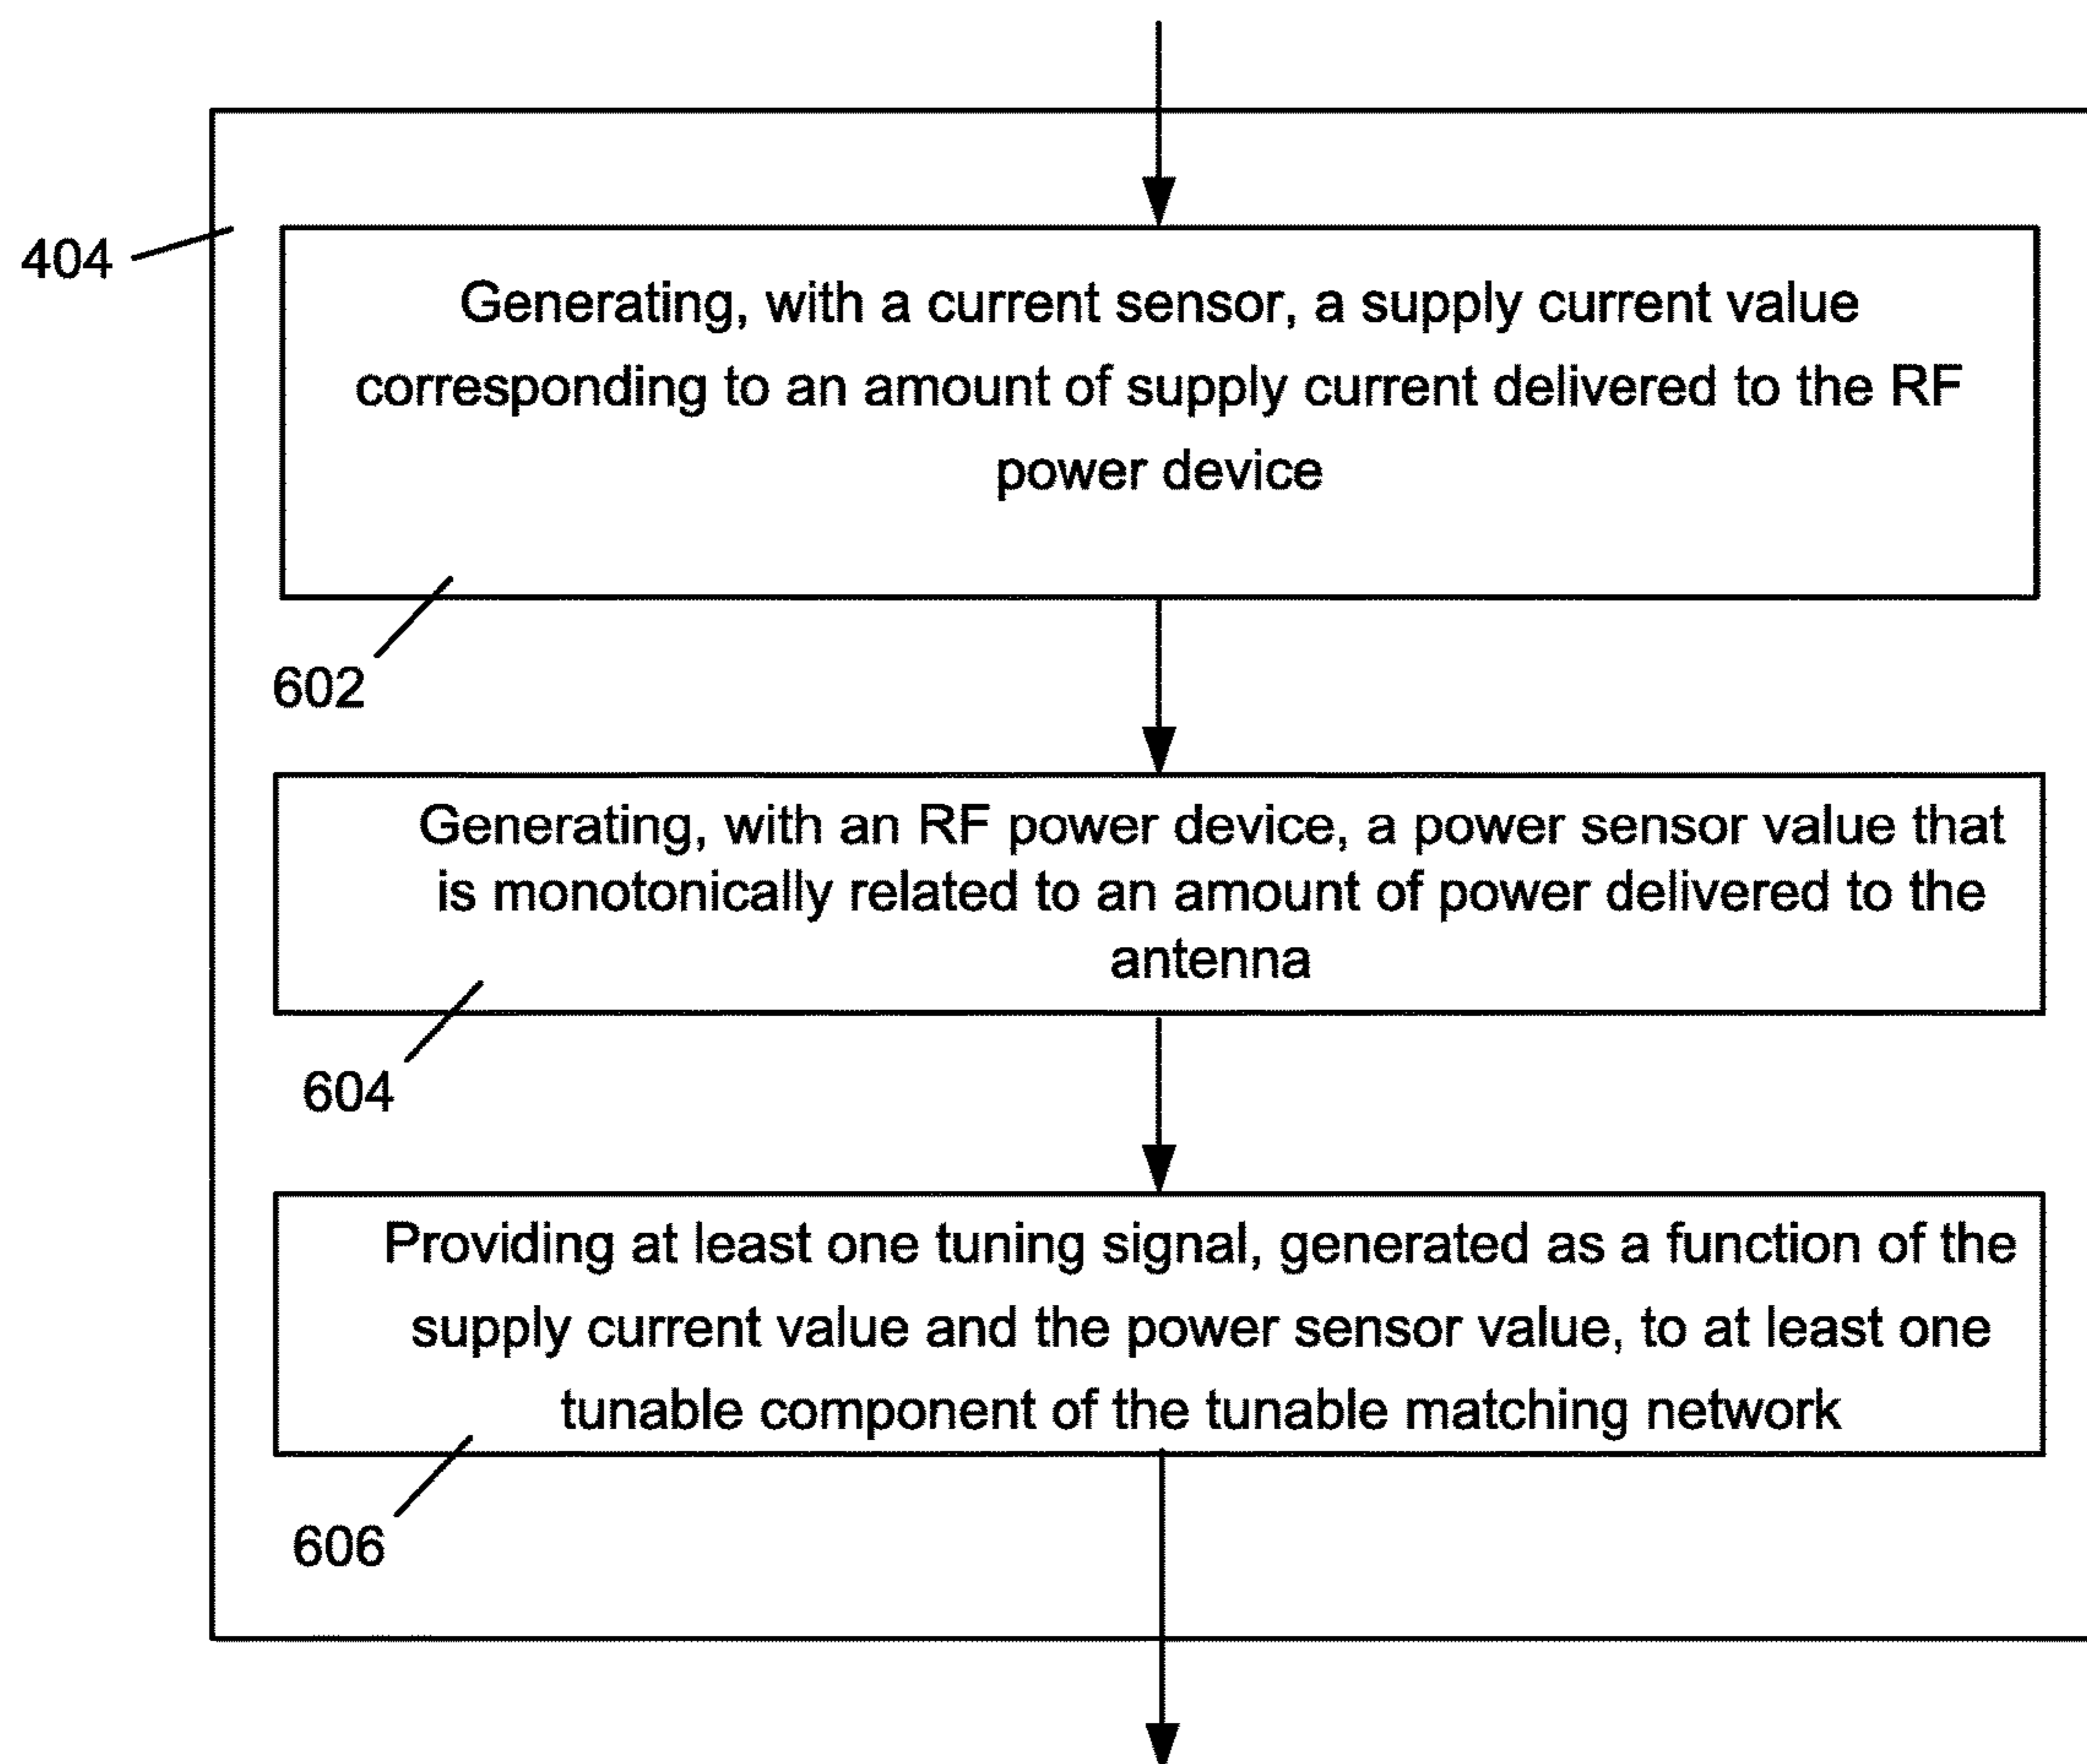 404
Generating, with a current sensor, a supply current value
corresponding to an amount of supply current delivered to the RF
power device
602
Generating, with an RF power device, a power sensor value that
is monotonically related to an amount of power delivered to the
antenna
604
Providing at least one tuning signal, generated as a function of the
supply current value and the power sensor value, to at least one
tunable component of the tunable matching network
606